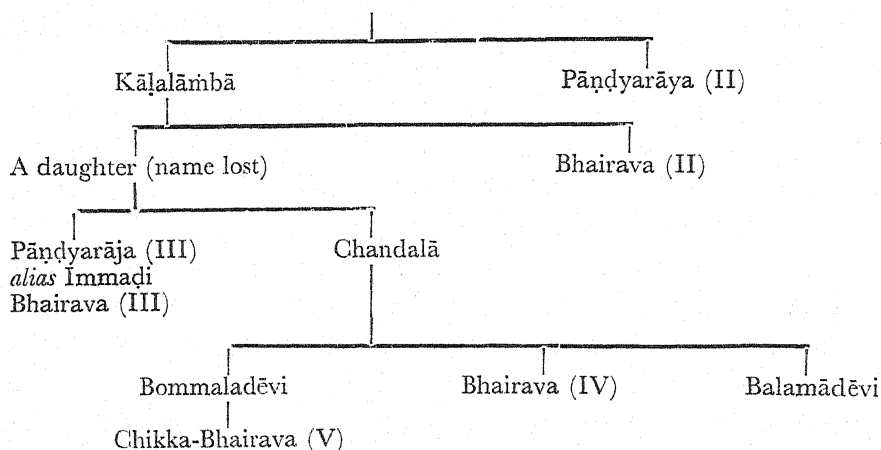 Kāḷalāṁbā Pāṇḍyarāya (II)
A daughter (name lost) Bhairava (II)
Pāṇḍyarāja (III) Chandalā
alias Immaḍi
Bhairava (III)
Bommaladēvi Bhairava (IV) Balamādēvi
Chikka-Bhairava (V)